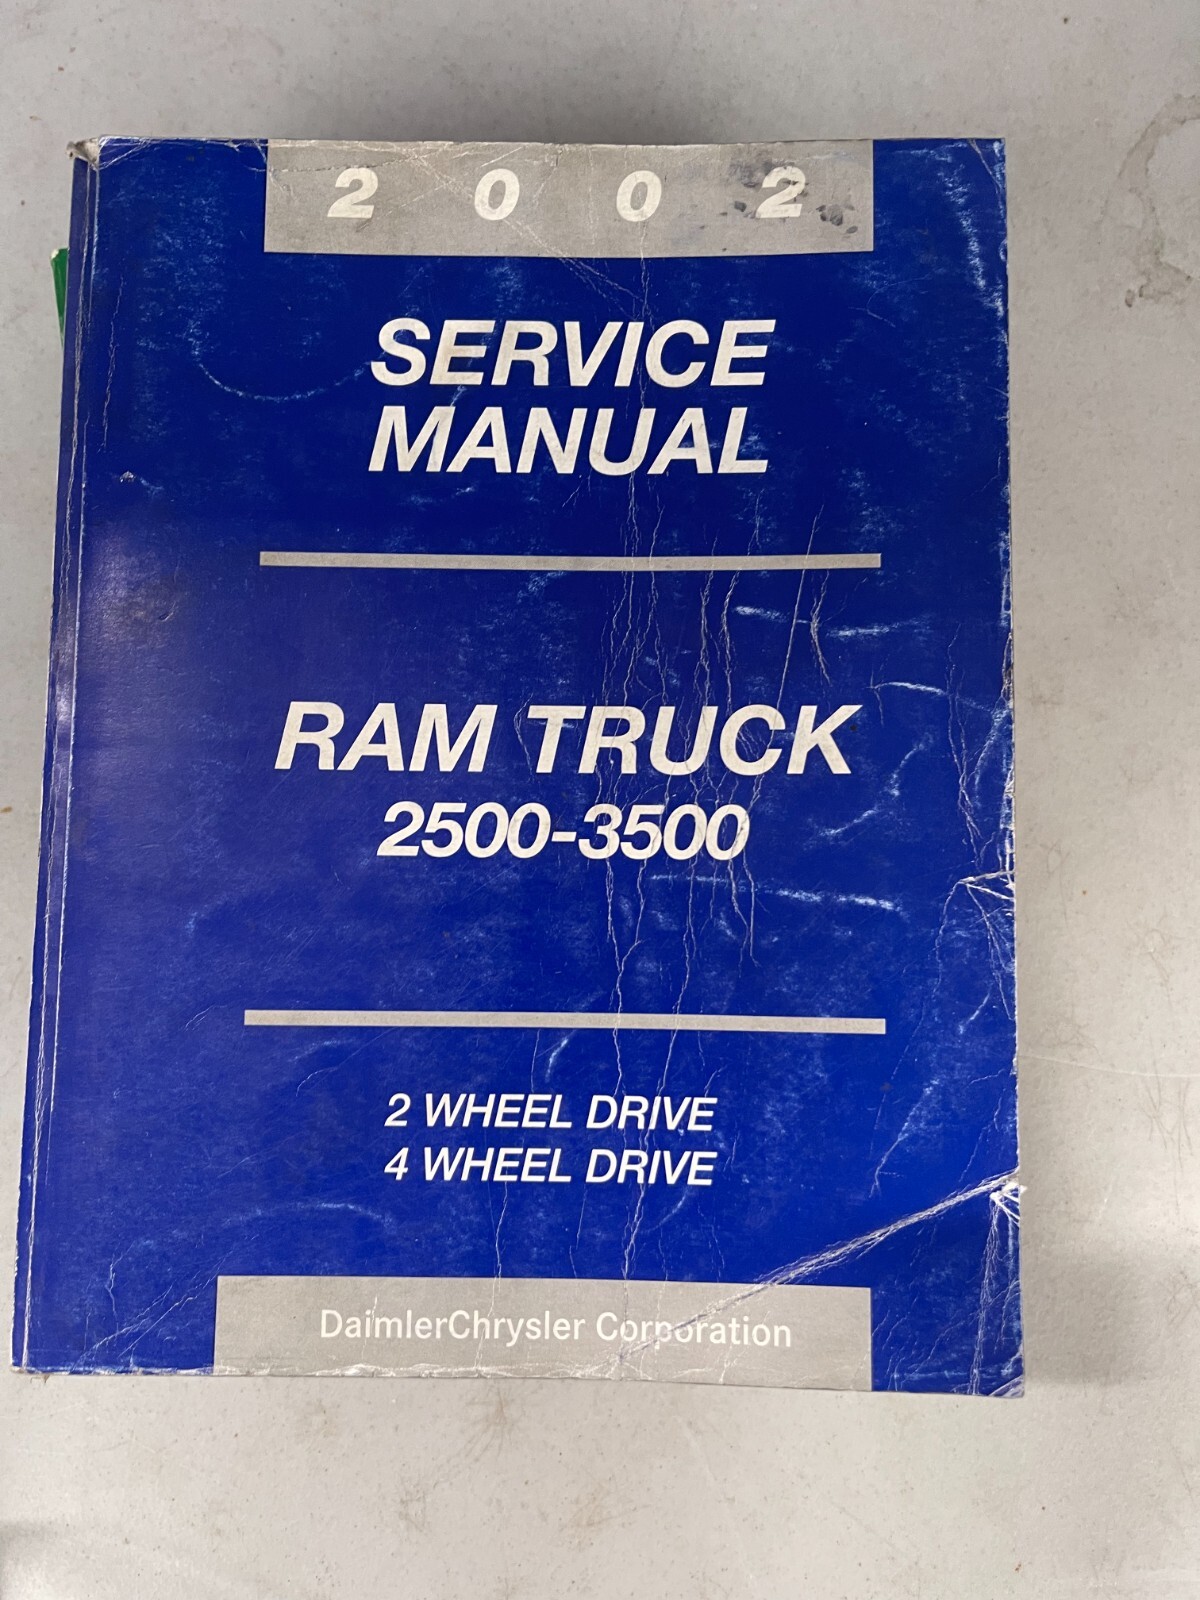 2 0 0 2
SERVICE
MANUAL
RAM TRUCK
2500-3500
2 WHEEL DRIVE
4 WHEEL DRIVE
DaimlerChrysler Corporation